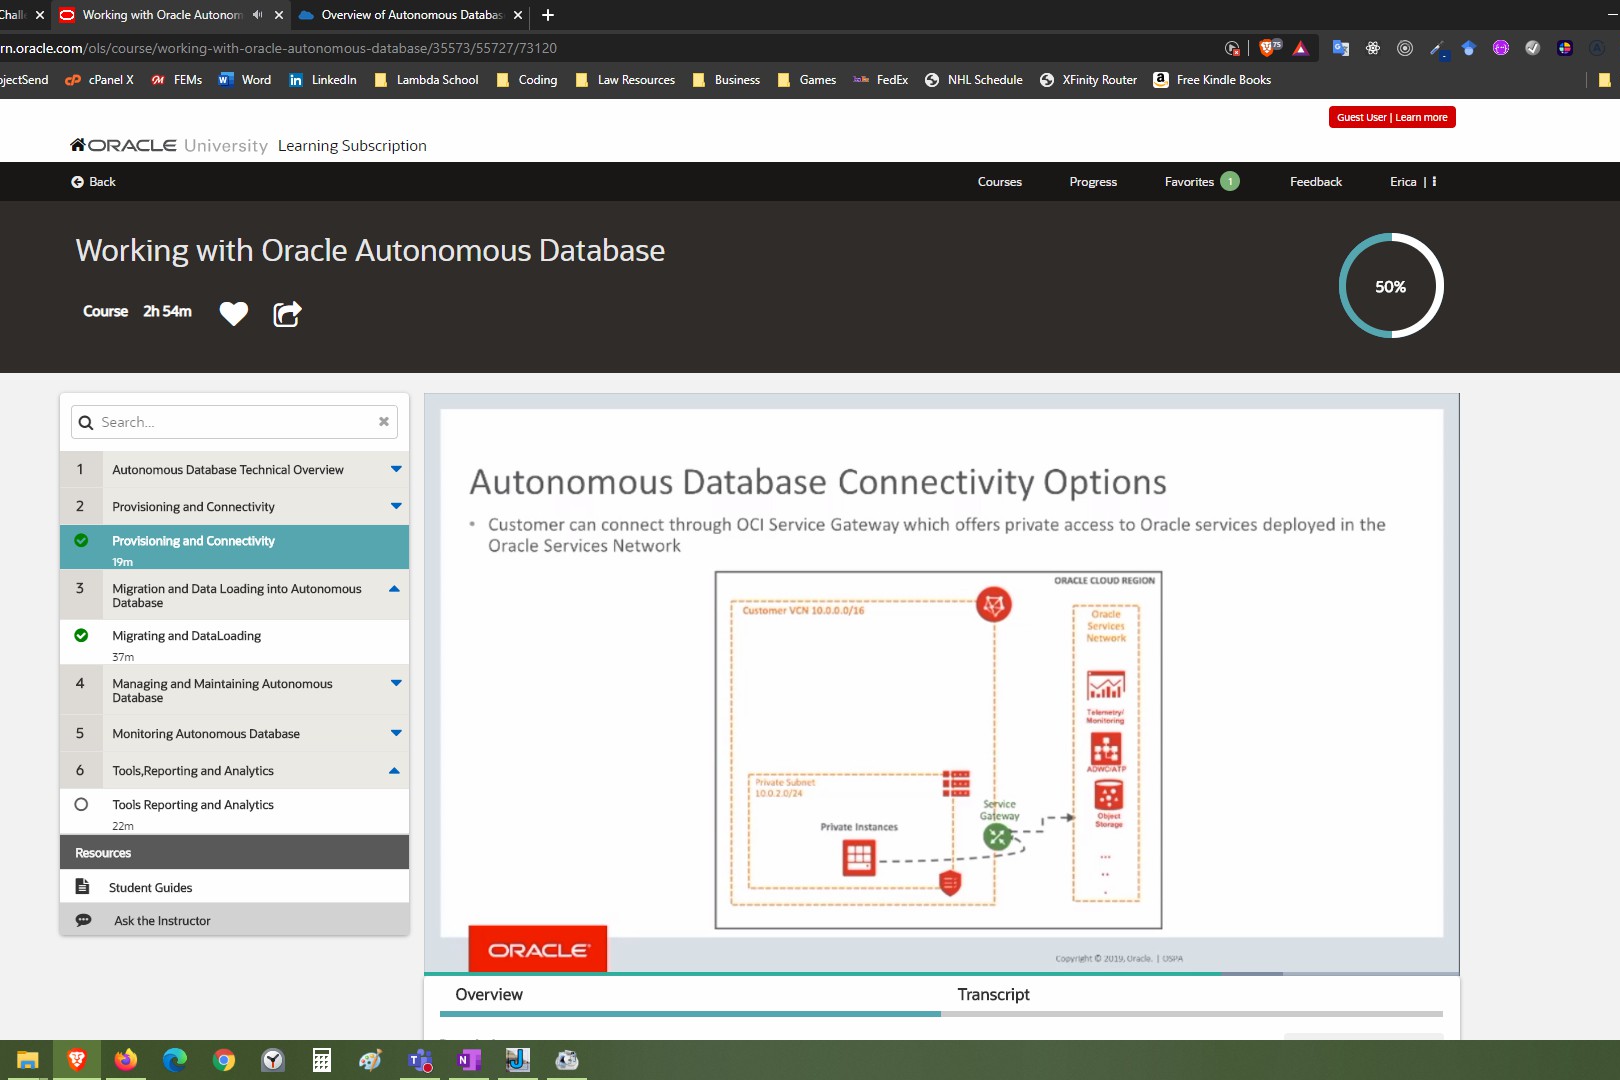 Chall
Working with Oracle Autonom
Overview of Autonomous Databas
rn.oracle.com/ols/course/working-with-oracle-autonomous-database/35573/55727/73120
75
ojectSend
cPanel X
FEMs
Word
LinkedIn
Lambda School
Coding
Law Resources
Business
Games
FedEx
NHL Schedule
XFinity Router
Free Kindle Books
Guest User | Learn more
ORACLE University Learning Subscription
Back
Courses
Progress
Favorites 1
Feedback
Erica |
Working with Oracle Autonomous Database
Course 2h 54m
50%
Search...
1 Autonomous Database Technical Overview
2 Provisioning and Connectivity
Provisioning and Connectivity
19m
3 Migration and Data Loading into Autonomous
Database
Migrating and DataLoading
37m
4 Managing and Maintaining Autonomous
Database
5 Monitoring Autonomous Database
6 Tools,Reporting and Analytics
Tools Reporting and Analytics
22m
Resources
Student Guides
Ask the Instructor
Autonomous Database Connectivity Options
• Customer can connect through OCI Service Gateway which offers private access to Oracle services deployed in the
Oracle Services Network
ORACLE CLOUD REGION
Customer VCN 10.0.0.0/16
Oracle
Services
Network
Telemetry/
Monitoring
ADWC/ATP
Object
Storage
Private Subnet
10.0.2.0/24
Private Instances
Service
Gateway
ORACLE
Copyright © 2019, Oracle. | OSPA
Overview
Transcript